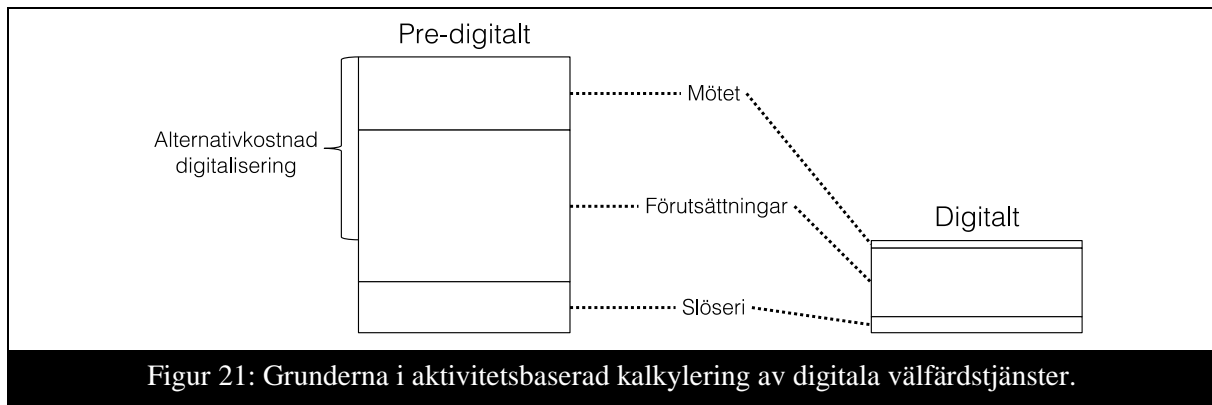 Pre-digitalt
Mötet
Alternativkostnad
digitalisering
Förutsättningar
Digitalt
Slöseri
Figur 21: Grunderna i aktivitetsbaserad kalkylering av digitala välfärdstjänster.